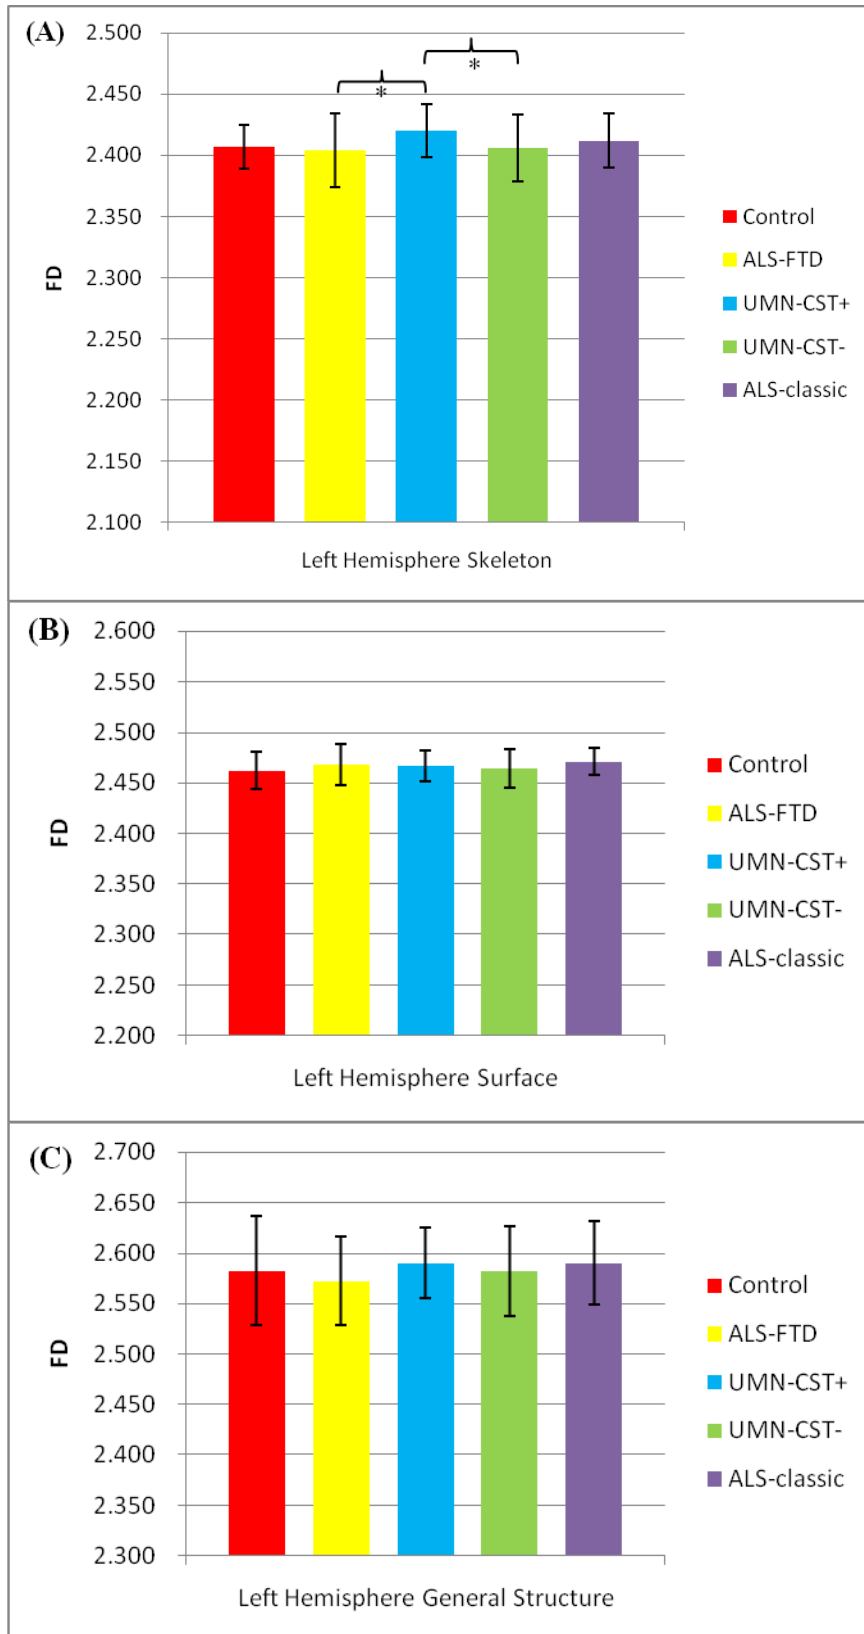 (A)
2.500
2.450
2.400
2.350
2.300
2.250
2.200
2.150
2.100
FD
*
*
Left Hemisphere Skeleton
Control
ALS-FTD
UMN-CST+
UMN-CST-
ALS-classic
(B)
2.600
2.550
2.500
2.450
2.400
2.350
2.300
2.250
2.200
FD
Left Hemisphere Surface
Control
ALS-FTD
UMN-CST+
UMN-CST-
ALS-classic
(C)
2.700
2.650
2.600
2.550
2.500
2.450
2.400
2.350
2.300
FD
Left Hemisphere General Structure
Control
ALS-FTD
UMN-CST+
UMN-CST-
ALS-classic